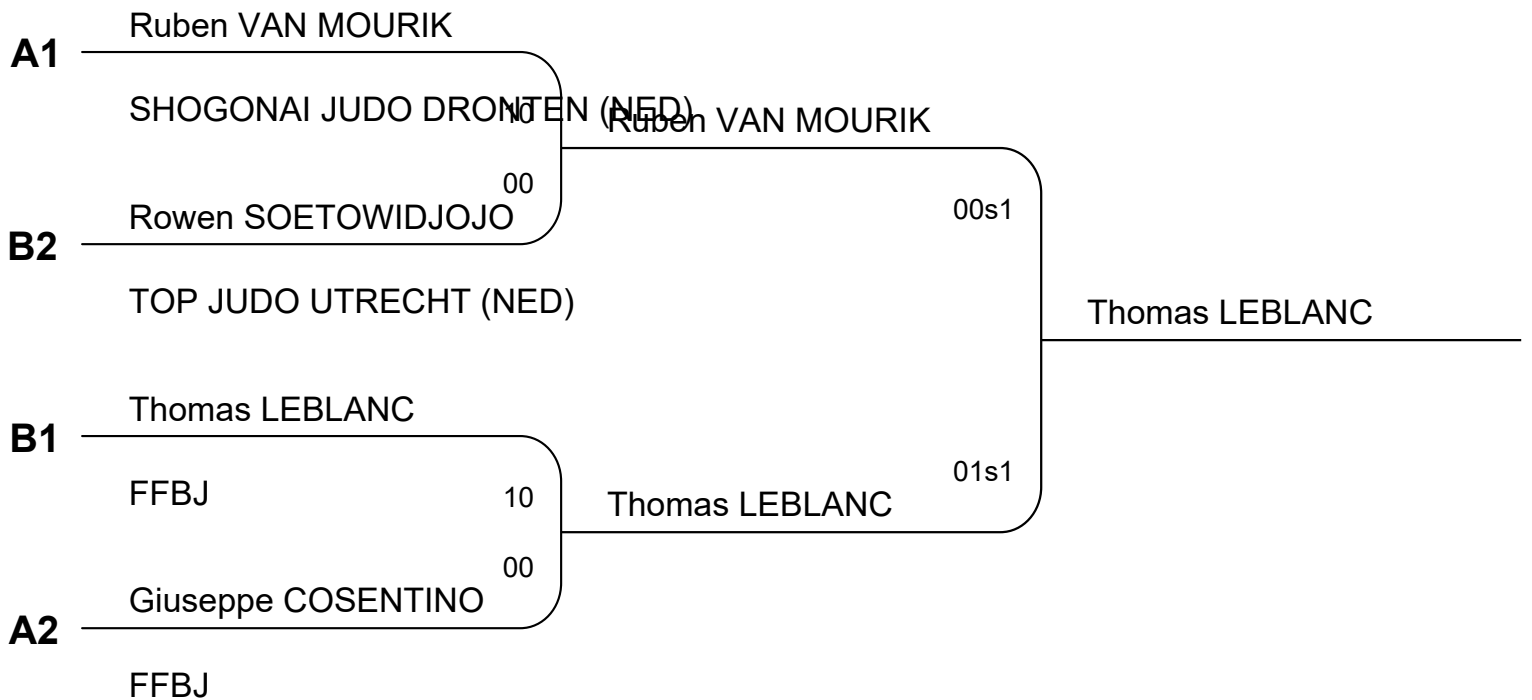 Ruben VAN MOURIK
A1
SHOGONAI JUDO DRONTEN (NED)
10
Ruben VAN MOURIK
00
00s1
Rowen SOETOWIDJOJO
B2
TOP JUDO UTRECHT (NED)
Thomas LEBLANC
Thomas LEBLANC
B1
01s1
FFBJ
10
Thomas LEBLANC
00
Giuseppe COSENTINO
A2
FFBJ